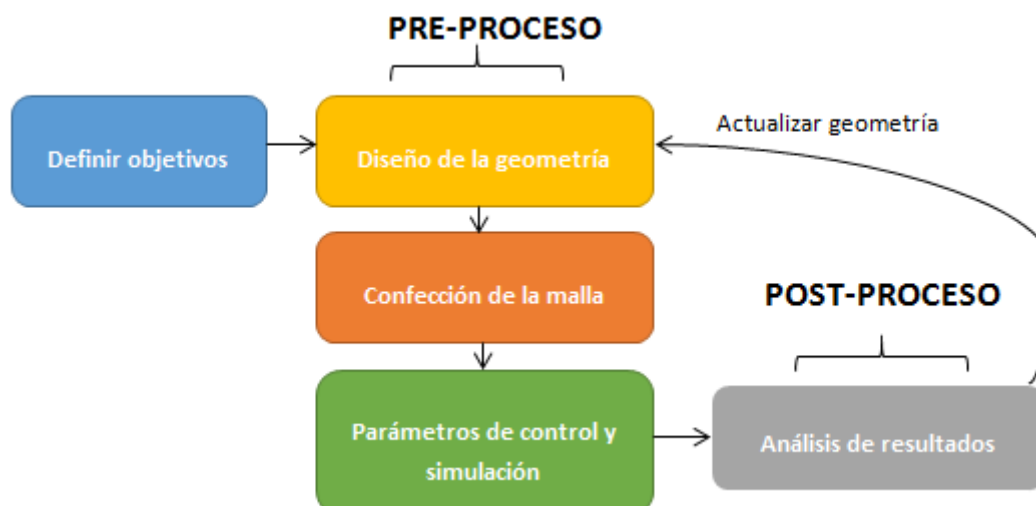 PRE-PROCESO
Definir objetivos
Diseño de la geometría
Actualizar geometría
Confección de la malla
POST-PROCESO
Parámetros de control y
simulación
Análisis de resultados